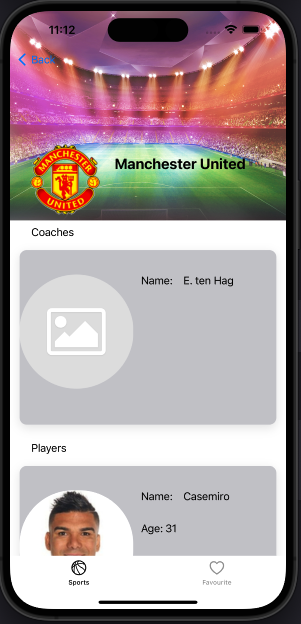 11:12
Back
MANCHESTER
UNITED
Manchester United
Coaches
Name: E. ten Hag
Players
Name: Casemiro
Age: 31
Sports
Favourite